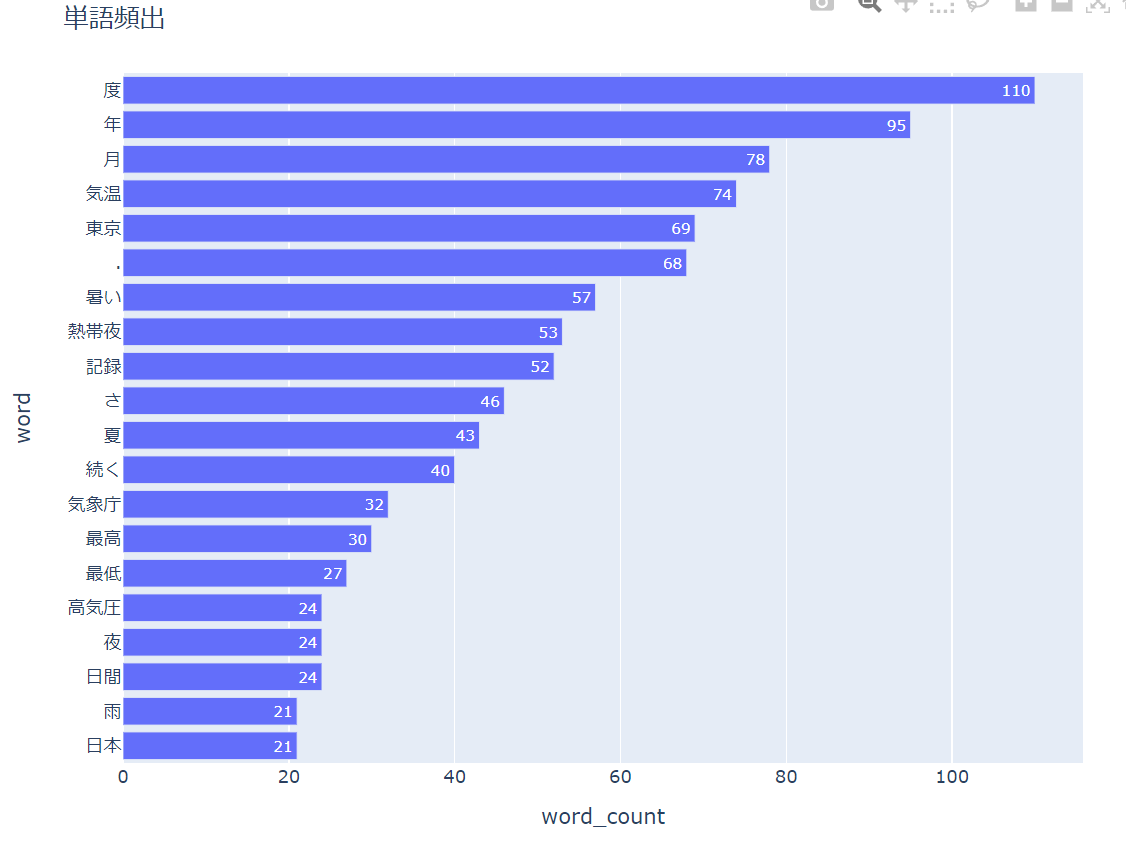 単語頻出
度 110
年 95
月 78
気温 74
東京 69
. 68
暑い 57
熱帯夜 53
記録 52
さ 46
夏 43
続く 40
気象庁 32
最高 30
最低 27
高気圧 24
夜 24
日間 24
雨 21
日本 21
word
0 20 40 60 80 100
word_count